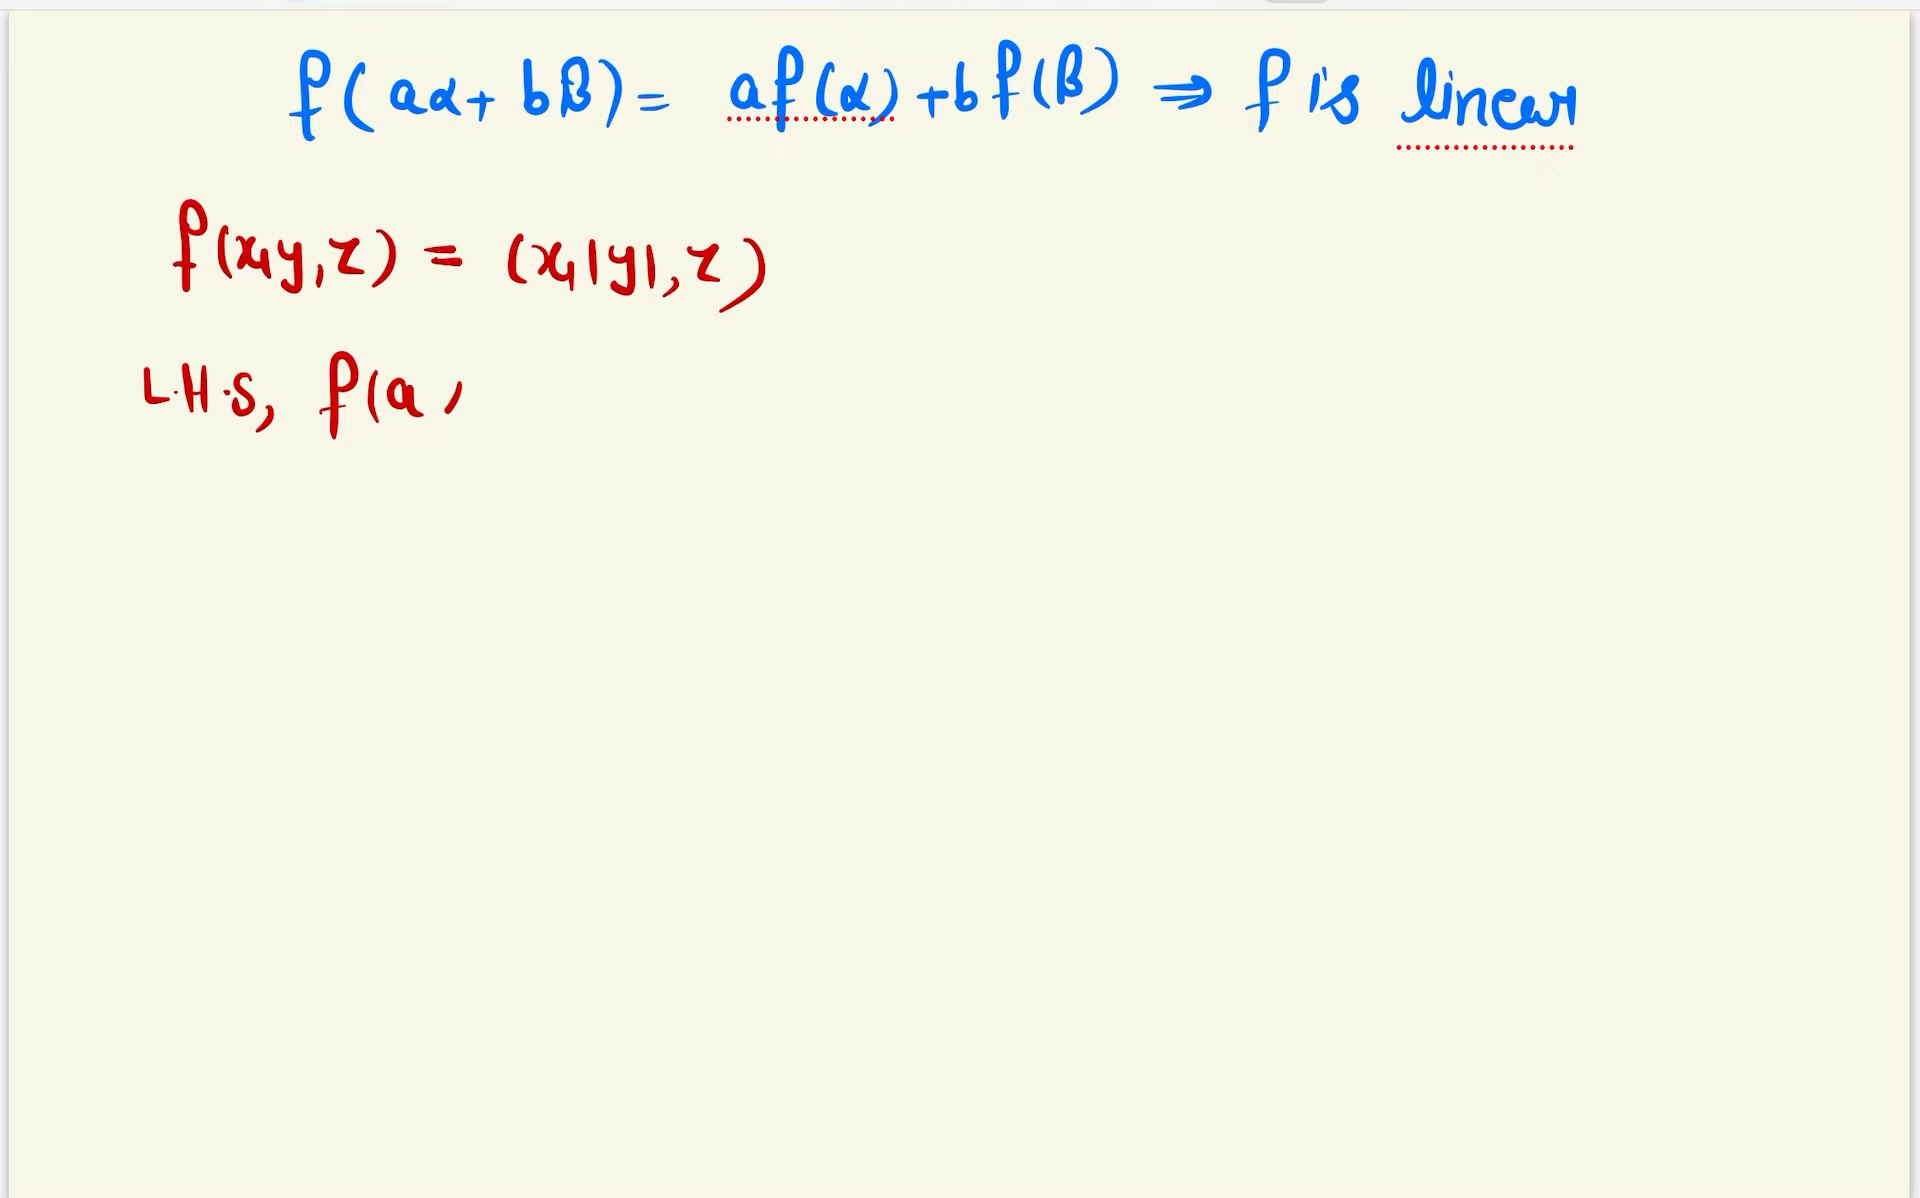 f(aα+bβ)= af(α)+bf(β) ⇒ f is linear
f(x,y,z) = (x,|y|,z)
L.H.S, f(a